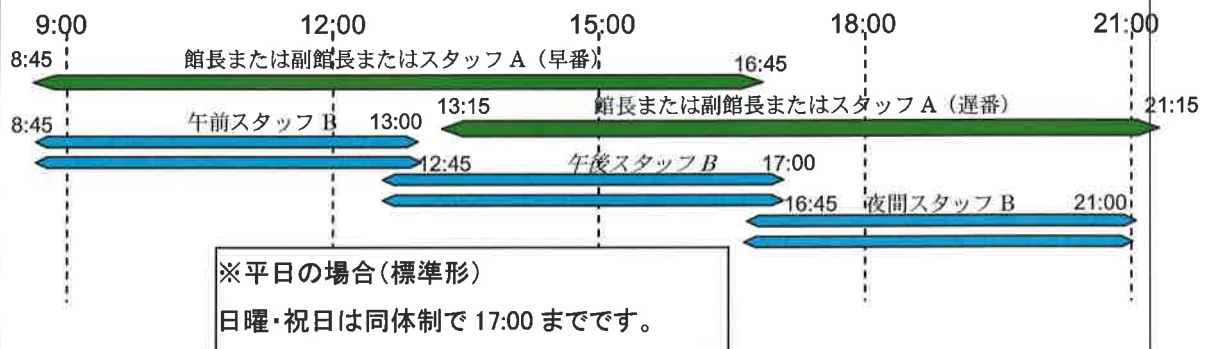 9:00 12:00 15:00 18:00 21:00
8:45 館長または副館長またはスタッフA（早番） 16:45
13:15 館長または副館長またはスタッフA（遅番） 21:15
8:45 午前スタッフB 13:00
12:45 午後スタッフB 17:00
16:45 夜間スタッフB 21:00
※平日の場合（標準形）
日曜・祝日は同体制で 17:00 までです。